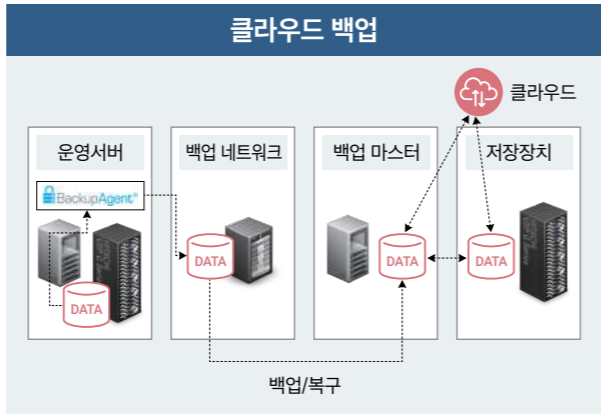 클라우드 백업
클라우드
운영서버
백업 네트워크
백업 마스터
저장장치
BackupAgent
DATA
DATA
DATA
DATA
백업/복구